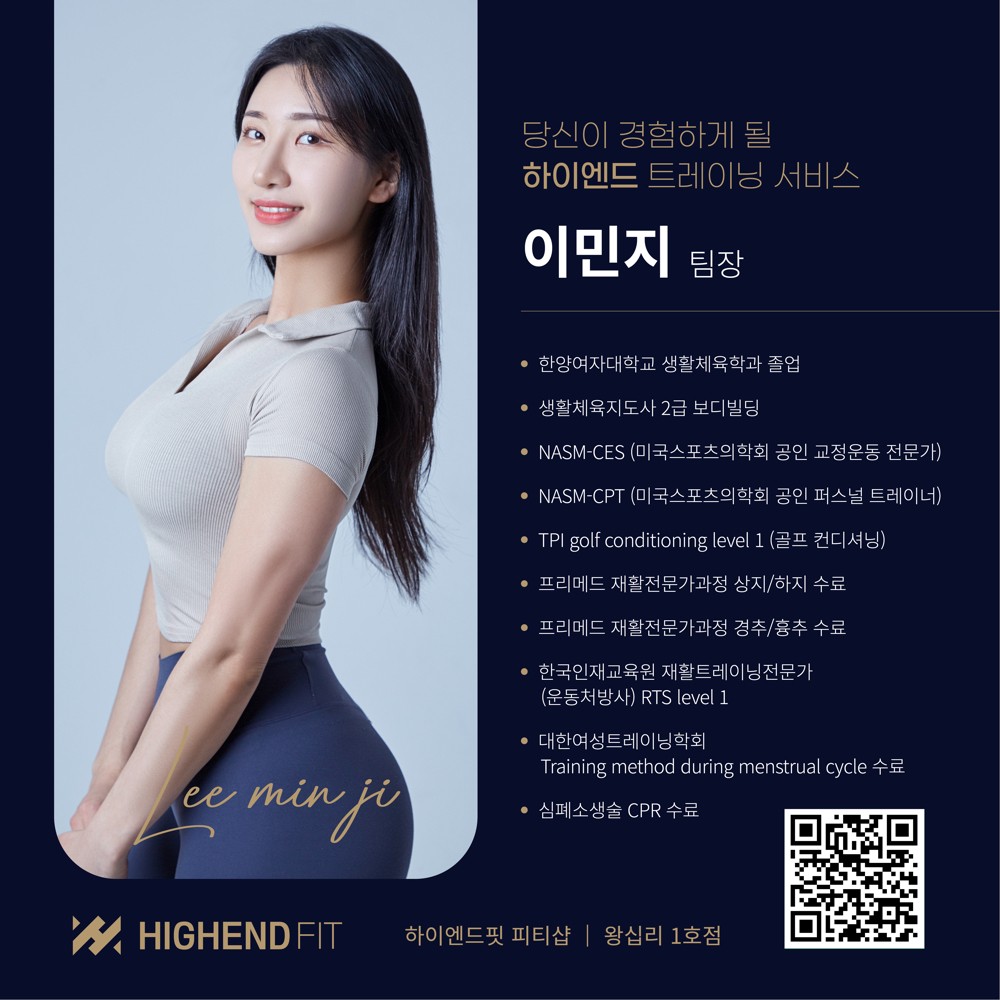 당신이 경험하게 될
하이엔드 트레이닝 서비스
이민지 팀장
• 한양여자대학교 생활체육학과 졸업
• 생활체육지도사 2급 보디빌딩
• NASM-CES (미국스포츠의학회 공인 교정운동 전문가)
• NASM-CPT (미국스포츠의학회 공인 퍼스널 트레이너)
• TPI golf conditioning level 1 (골프 컨디셔닝)
• 프리메드 재활전문가과정 상지/하지 수료
• 프리메드 재활전문가과정 경추/흉추 수료
• 한국인재교육원 재활트레이닝전문가
(운동처방사) RTS level 1
• 대한여성트레이닝학회
Training method during menstrual cycle 수료
• 심폐소생술 CPR 수료
Lee min ji
HIGHEND FIT
하이엔드핏 피티샵 | 왕십리 1호점